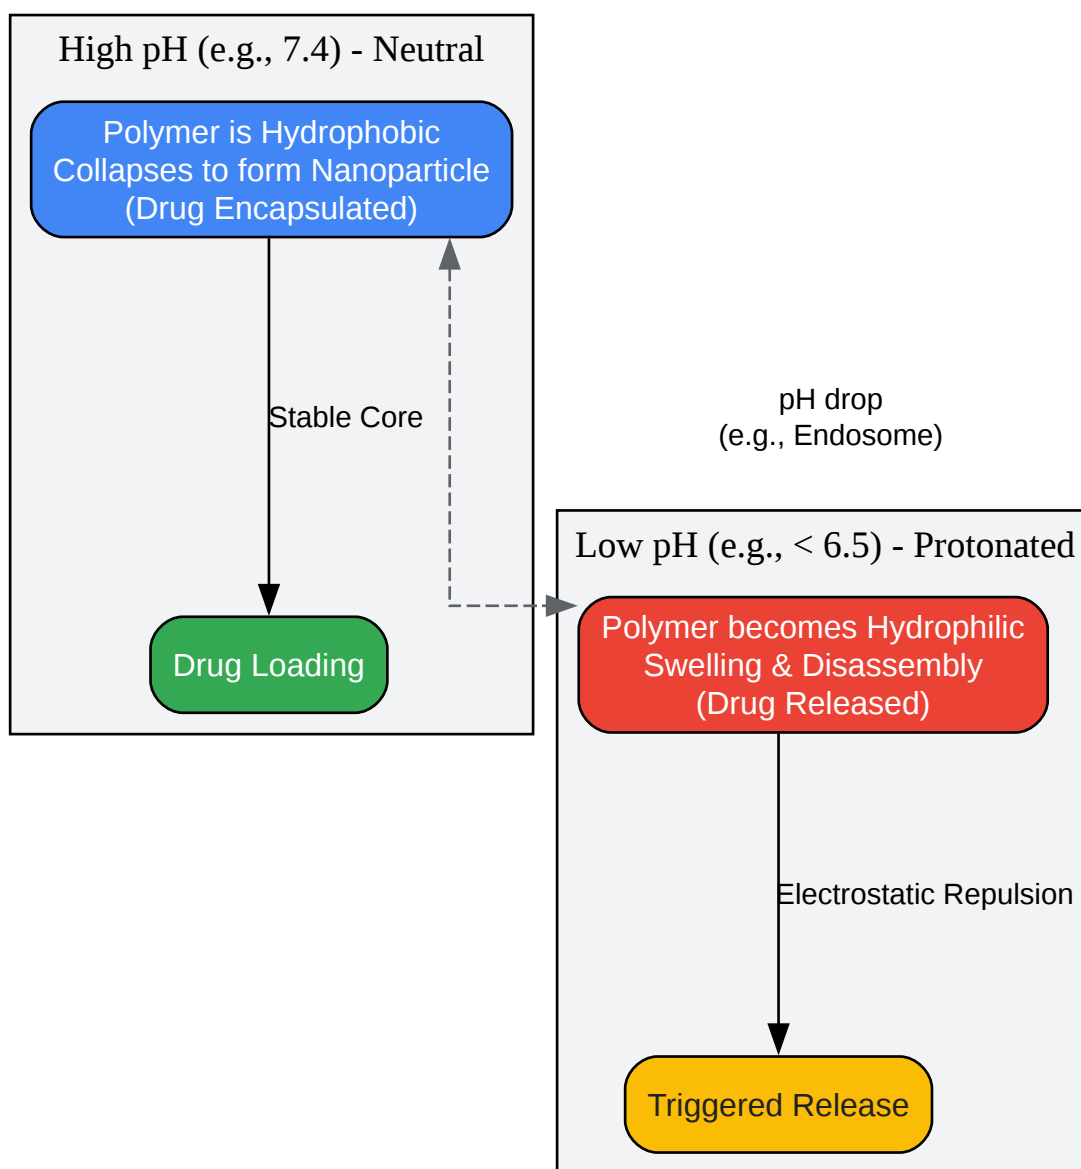 High pH (e.g., 7.4) - Neutral
Polymer is Hydrophobic
Collapses to form Nanoparticle
(Drug Encapsulated)
Stable Core
Drug Loading
pH drop
(e.g., Endosome)
Low pH (e.g., < 6.5) - Protonated
Polymer becomes Hydrophilic
Swelling & Disassembly
(Drug Released)
Electrostatic Repulsion
Triggered Release